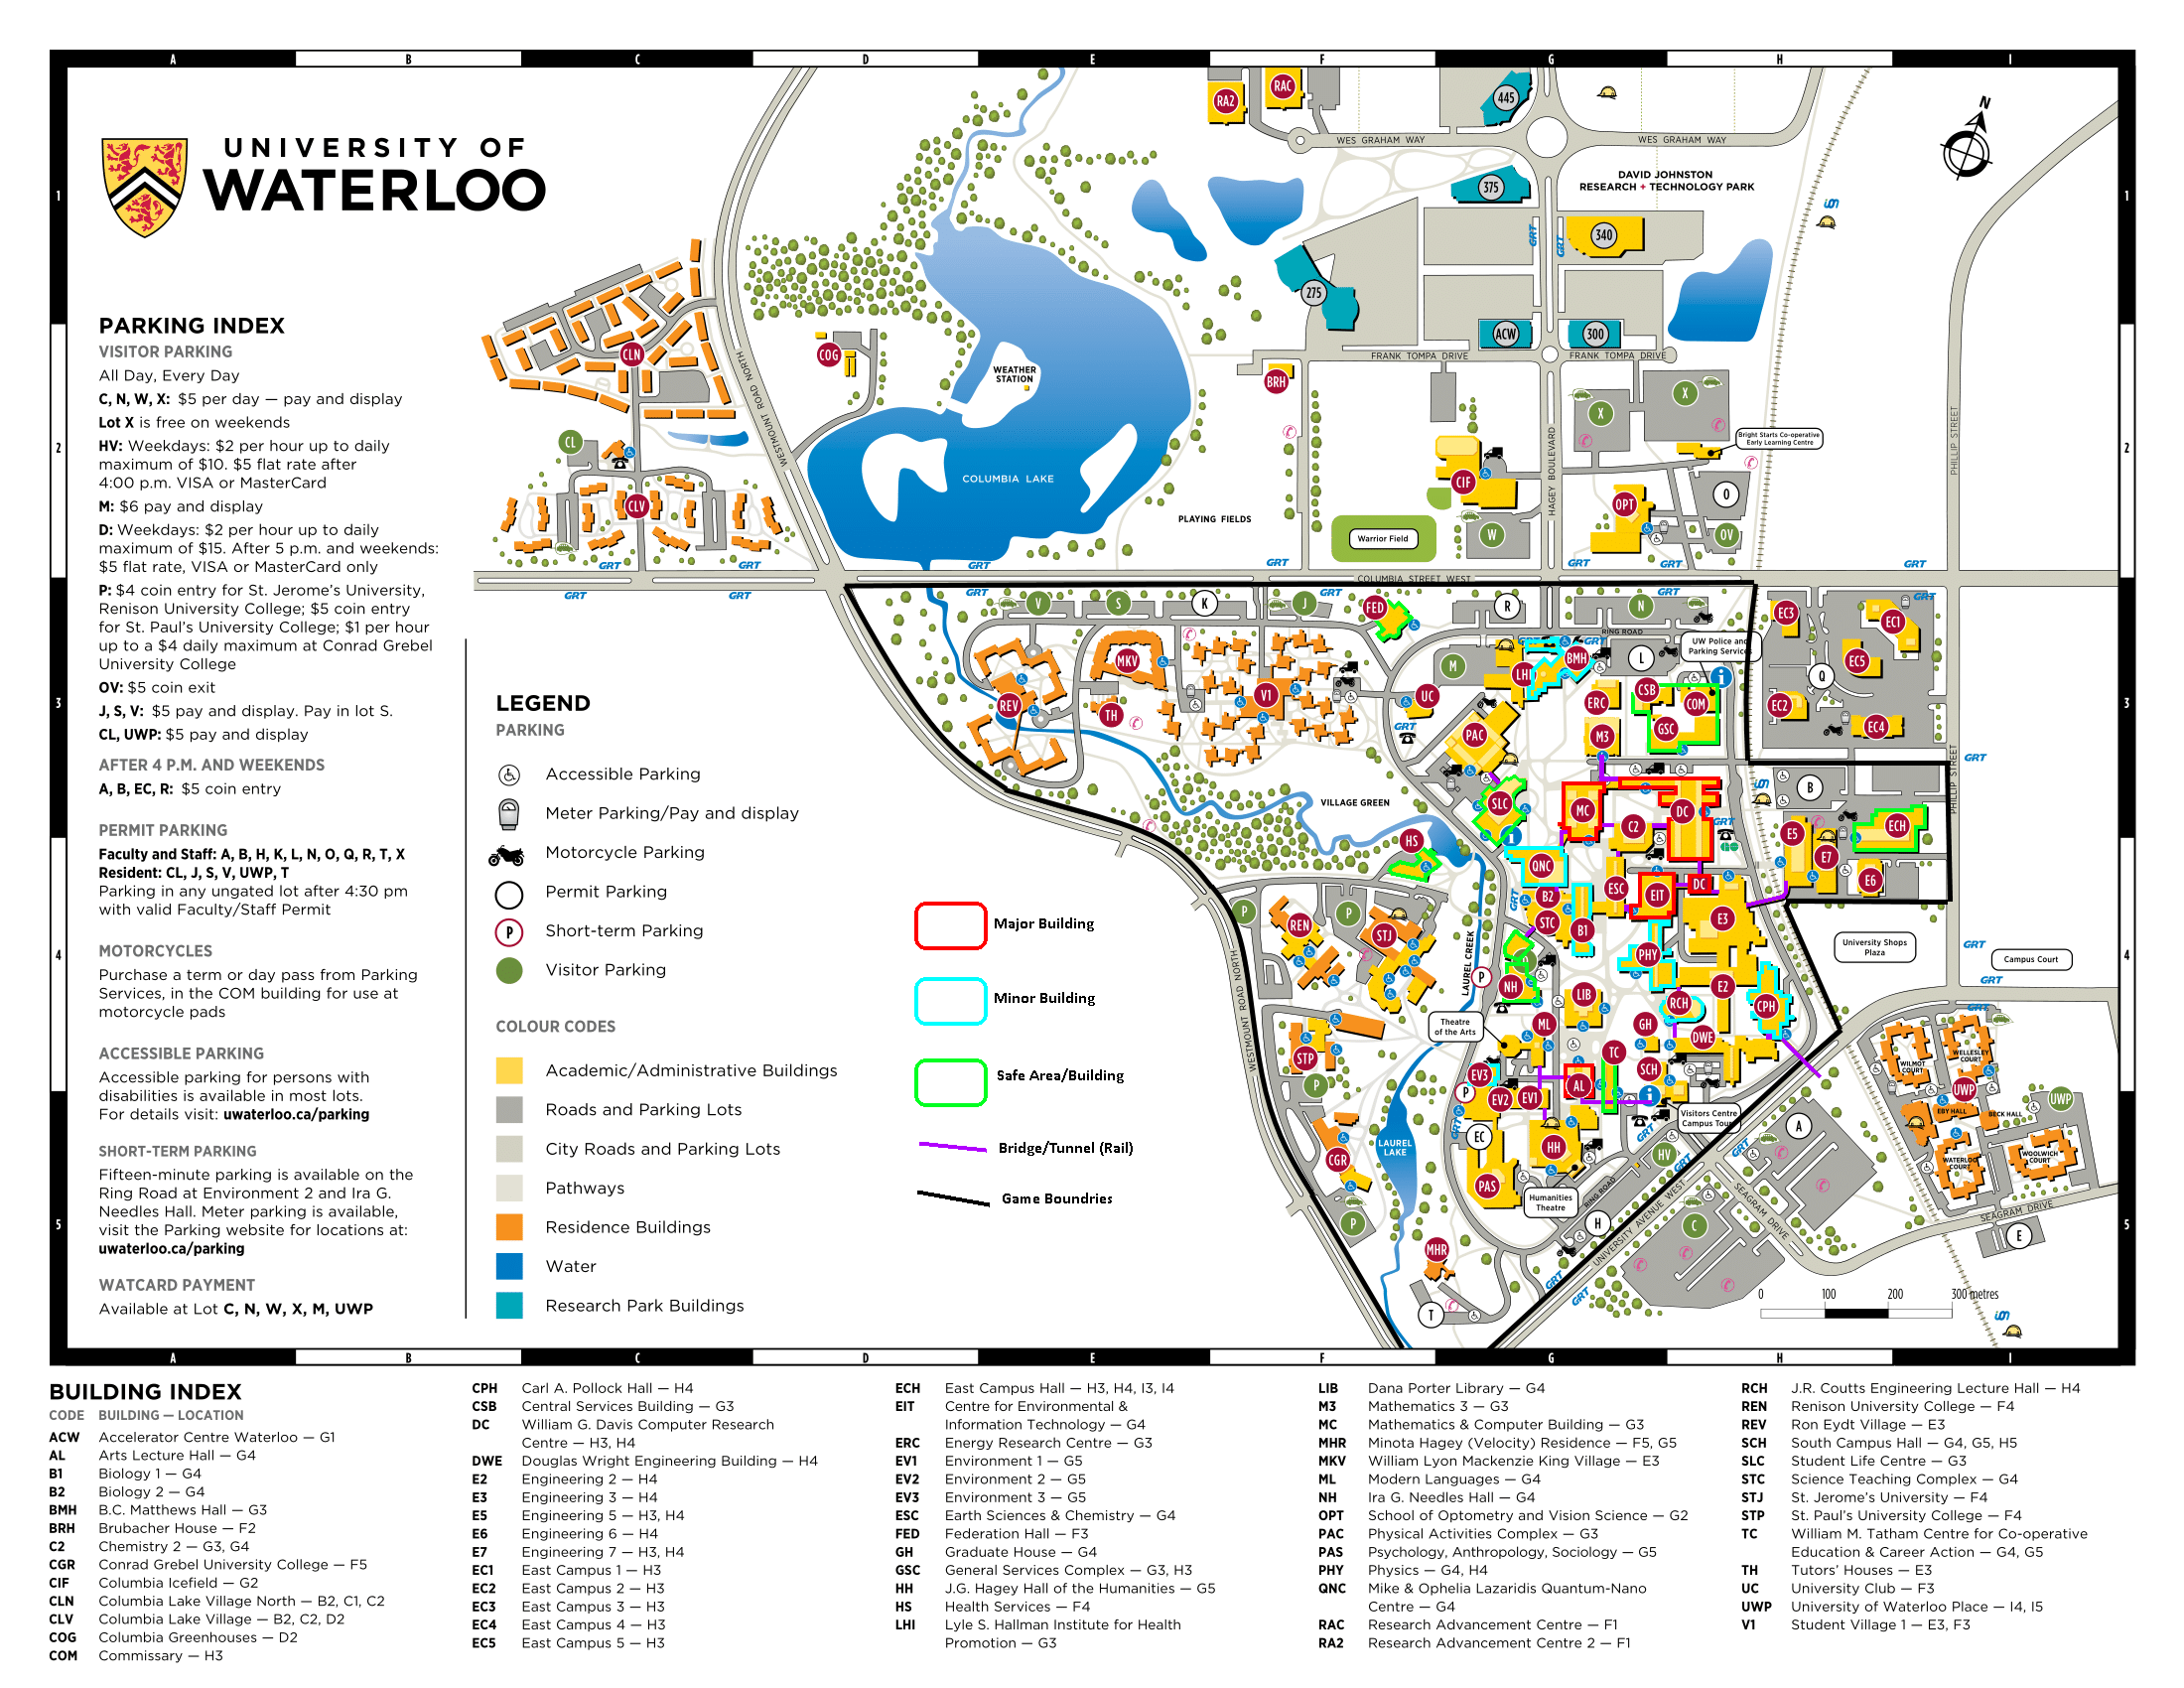 A B C D E F G H I
UNIVERSITY OF
WATERLOO
PARKING INDEX
VISITOR PARKING
All Day, Every Day
C, N, W, X: $5 per day — pay and display
Lot X is free on weekends
HV: Weekdays: $2 per hour up to daily
maximum of $10. $5 flat rate after
4:00 p.m. VISA or MasterCard
M: $6 pay and display
D: Weekdays: $2 per hour up to daily
maximum of $15. After 5 p.m. and weekends:
$5 flat rate, VISA or MasterCard only
P: $4 coin entry for St. Jerome's University,
Renison University College; $5 coin entry
for St. Paul's University College; $1 per hour
up to a $4 daily maximum at Conrad Grebel
University College
OV: $5 coin exit
J, S, V: $5 pay and display. Pay in lot S.
CL, UWP: $5 pay and display
AFTER 4 P.M. AND WEEKENDS
A, B, EC, R: $5 coin entry
PERMIT PARKING
Faculty and Staff: A, B, H, K, L, N, O, Q, R, T, X
Resident: CL, J, S, V, UWP, T
Parking in any ungated lot after 4:30 pm
with valid Faculty/Staff Permit
MOTORCYCLES
Purchase a term or day pass from Parking
Services, in the COM building for use at
motorcycle pads
ACCESSIBLE PARKING
Accessible parking for persons with
disabilities is available in most lots.
For details visit: uwaterloo.ca/parking
SHORT-TERM PARKING
Fifteen-minute parking is available on the
Ring Road at Environment 2 and Ira G.
Needles Hall. Meter parking is available,
visit the Parking website for locations at:
uwaterloo.ca/parking
WATCARD PAYMENT
Available at Lot C, N, W, X, M, UWP
LEGEND
PARKING
Accessible Parking
Meter Parking/Pay and display
Motorcycle Parking
Permit Parking
P Short-term Parking
Visitor Parking
COLOUR CODES
Academic/Administrative Buildings
Roads and Parking Lots
City Roads and Parking Lots
Pathways
Residence Buildings
Water
Research Park Buildings
Major Building
Minor Building
Safe Area/Building
Bridge/Tunnel (Rail)
Game Boundries
1
2
3
4
5
RA2
RAC
445
N
WES GRAHAM WAY
WES GRAHAM WAY
DAVID JOHNSTON
RESEARCH + TECHNOLOGY PARK
375
340
GRT
GRT
275
ACW
300
FRANK TOMPA DRIVE
FRANK TOMPA DRIVE
CLN
COG
WEATHER
STATION
BRH
X
X
Bright Starts Co-operative
Early Learning Centre
WESTMOUNT ROAD NORTH
PHILLIP STREET
HAGEY BOULEVARD
CL
CLV
COLUMBIA LAKE
PLAYING FIELDS
CIF
OPT
O
OV
W
Warrior Field
GRT
COLUMBIA STREET WEST
V
S
K
J
FED
R
N
RING ROAD
UW Police and
Parking Services
EC3
EC1
EC5
EC2
EC4
Q
MKV
REV
TH
V1
UC
M
LHI
BMH
L
CSB
COM
ERC
GSC
M3
PAC
PHILLIP STREET
VILLAGE GREEN
SLC
MC
DC
C2
B
E5
ECH
E7
E6
HS
QNC
ESC
EIT
DC
E3
B2
STC
B1
PHY
P
P
REN
STJ
LAUREL CREEK
P
NH
LIB
RCH
E2
CPH
University Shops
Plaza
Campus Court
WESTMOUNT ROAD NORTH
Theatre
of the Arts
ML
GH
DWE
TC
SCH
STP
P
EV3
P
EV2
EV1
AL
Visitors Centre
Campus Tour
WILMOT
COURT
WELLESLEY
COURT
UWP
UWP
EBY HALL
BECK HALL
WATERLOO
COURT
WOOLWICH
COURT
EC
LAUREL
LAKE
CGR
HH
PAS
Humanities
Theatre
HV
A
RING ROAD
H
UNIVERSITY AVENUE WEST
SEAGRAM DRIVE
SEAGRAM DRIVE
C
E
P
MHR
T
0 100 200 300 metres
A B C D E F G H I
BUILDING INDEX
CODE BUILDING — LOCATION
ACW Accelerator Centre Waterloo — G1
AL Arts Lecture Hall — G4
B1 Biology 1 — G4
B2 Biology 2 — G4
BMH B.C. Matthews Hall — G3
BRH Brubacher House — F2
C2 Chemistry 2 — G3, G4
CGR Conrad Grebel University College — F5
CIF Columbia Icefield — G2
CLN Columbia Lake Village North — B2, C1, C2
CLV Columbia Lake Village — B2, C2, D2
COG Columbia Greenhouses — D2
COM Commissary — H3
CPH Carl A. Pollock Hall — H4
CSB Central Services Building — G3
DC William G. Davis Computer Research
Centre — H3, H4
DWE Douglas Wright Engineering Building — H4
E2 Engineering 2 — H4
E3 Engineering 3 — H4
E5 Engineering 5 — H3, H4
E6 Engineering 6 — H4
E7 Engineering 7 — H3, H4
EC1 East Campus 1 — H3
EC2 East Campus 2 — H3
EC3 East Campus 3 — H3
EC4 East Campus 4 — H3
EC5 East Campus 5 — H3
ECH East Campus Hall — H3, H4, I3, I4
EIT Centre for Environmental &
Information Technology — G4
ERC Energy Research Centre — G3
EV1 Environment 1 — G5
EV2 Environment 2 — G5
EV3 Environment 3 — G5
ESC Earth Sciences & Chemistry — G4
FED Federation Hall — F3
GH Graduate House — G4
GSC General Services Complex — G3, H3
HH J.G. Hagey Hall of the Humanities — G5
HS Health Services — F4
LHI Lyle S. Hallman Institute for Health
Promotion — G3
LIB Dana Porter Library — G4
M3 Mathematics 3 — G3
MC Mathematics & Computer Building — G3
MHR Minota Hagey (Velocity) Residence — F5, G5
MKV William Lyon Mackenzie King Village — E3
ML Modern Languages — G4
NH Ira G. Needles Hall — G4
OPT School of Optometry and Vision Science — G2
PAC Physical Activities Complex — G3
PAS Psychology, Anthropology, Sociology — G5
PHY Physics — G4, H4
QNC Mike & Ophelia Lazaridis Quantum-Nano
Centre — G4
RAC Research Advancement Centre — F1
RA2 Research Advancement Centre 2 — F1
RCH J.R. Coutts Engineering Lecture Hall — H4
REN Renison University College — F4
REV Ron Eydt Village — E3
SCH South Campus Hall — G4, G5, H5
SLC Student Life Centre — G3
STC Science Teaching Complex — G4
STJ St. Jerome's University — F4
STP St. Paul's University College — F4
TC William M. Tatham Centre for Co-operative
Education & Career Action — G4, G5
TH Tutors' Houses — E3
UC University Club — F3
UWP University of Waterloo Place — I4, I5
V1 Student Village 1 — E3, F3